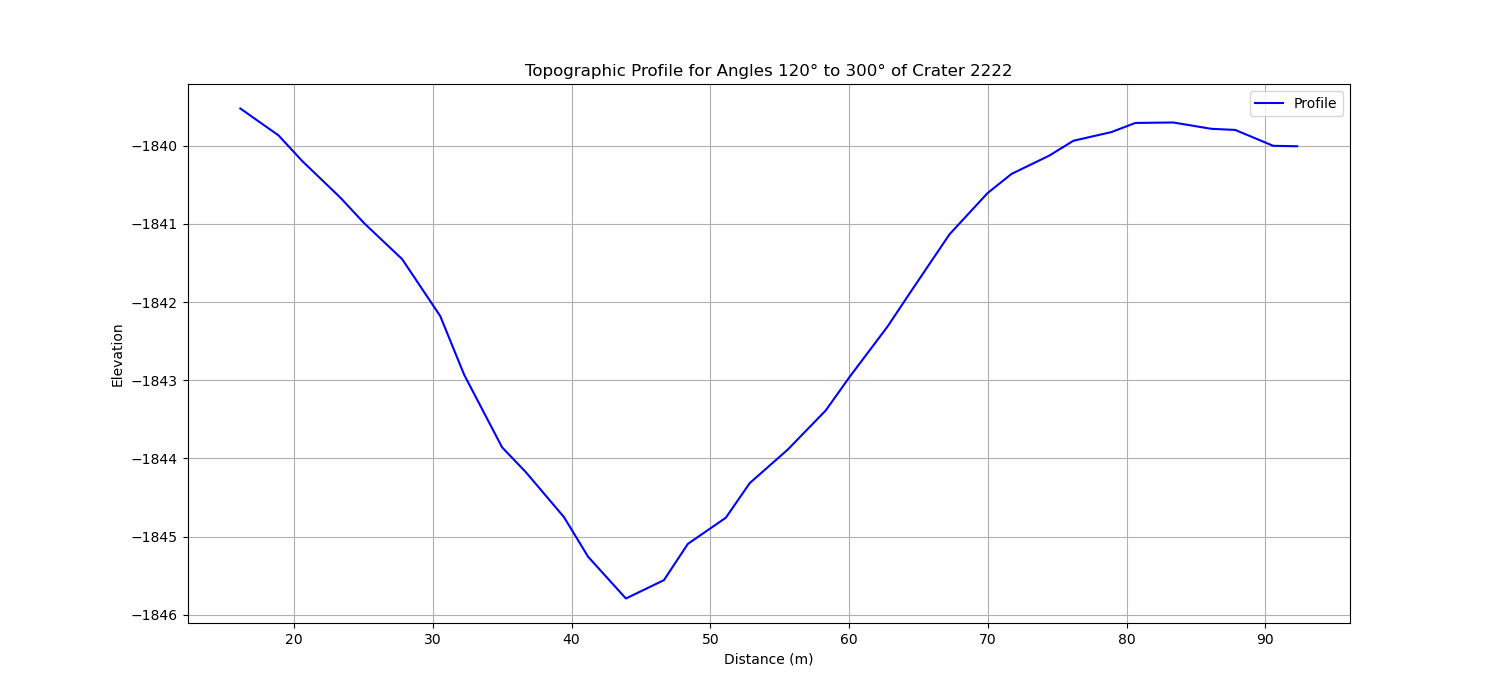 Topographic Profile for Angles 120° to 300° of Crater 2222
Profile
−1840
−1841
−1842
−1843
−1844
−1845
−1846
Elevation
20 30 40 50 60 70 80 90
Distance (m)